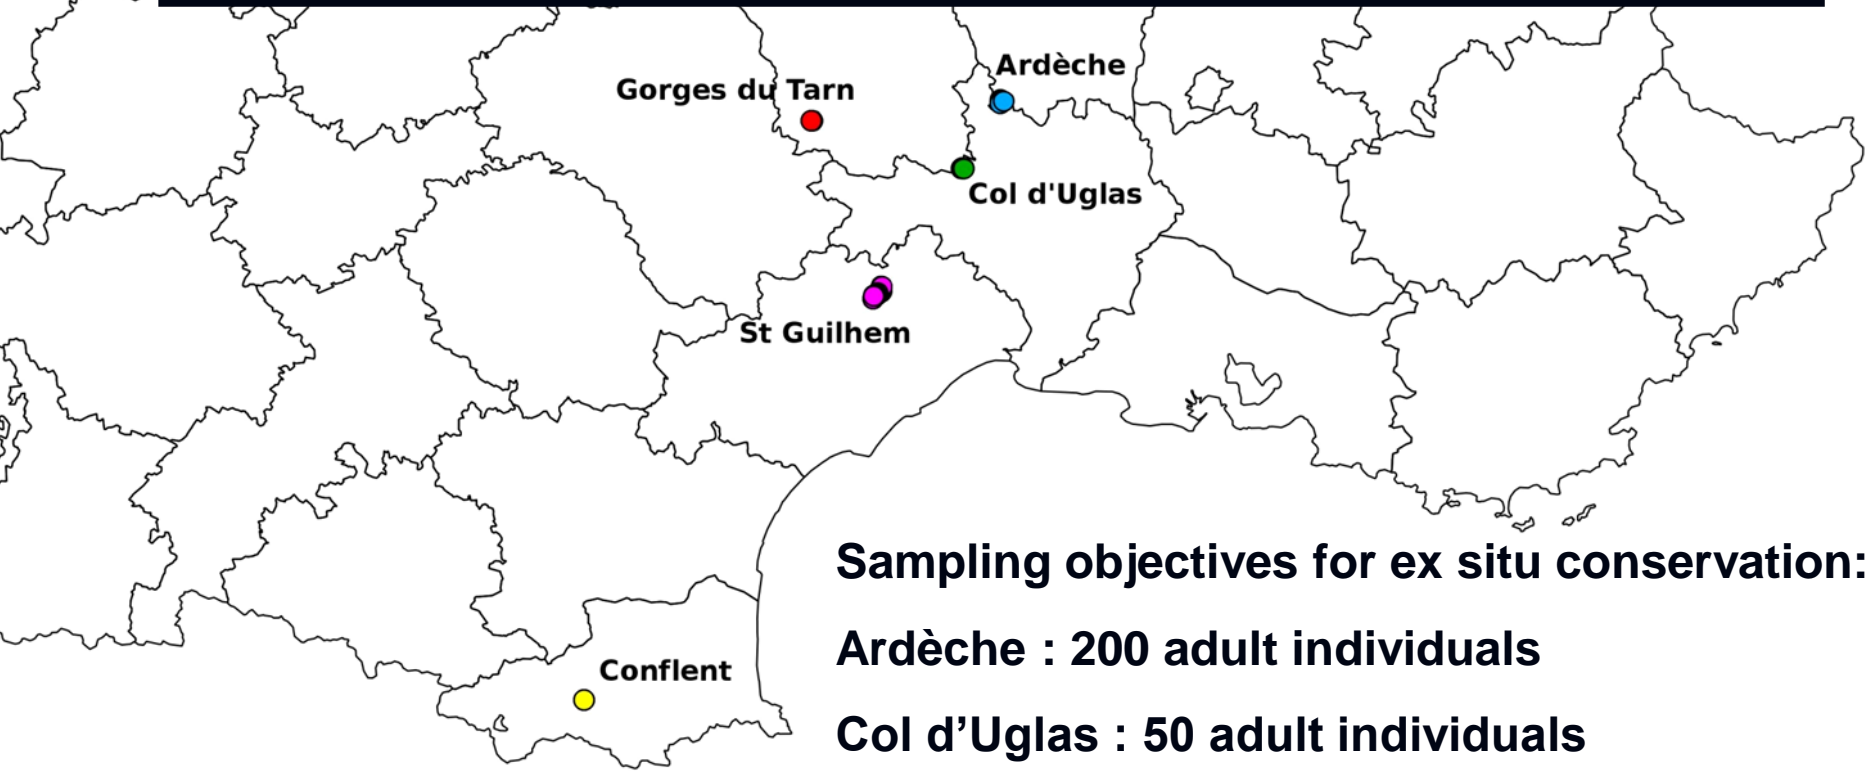 Ardèche
Gorges du Tarn
Col d'Uglas
St Guilhem
Conflent
Sampling objectives for ex situ conservation:
Ardèche : 200 adult individuals
Col d’Uglas : 50 adult individuals